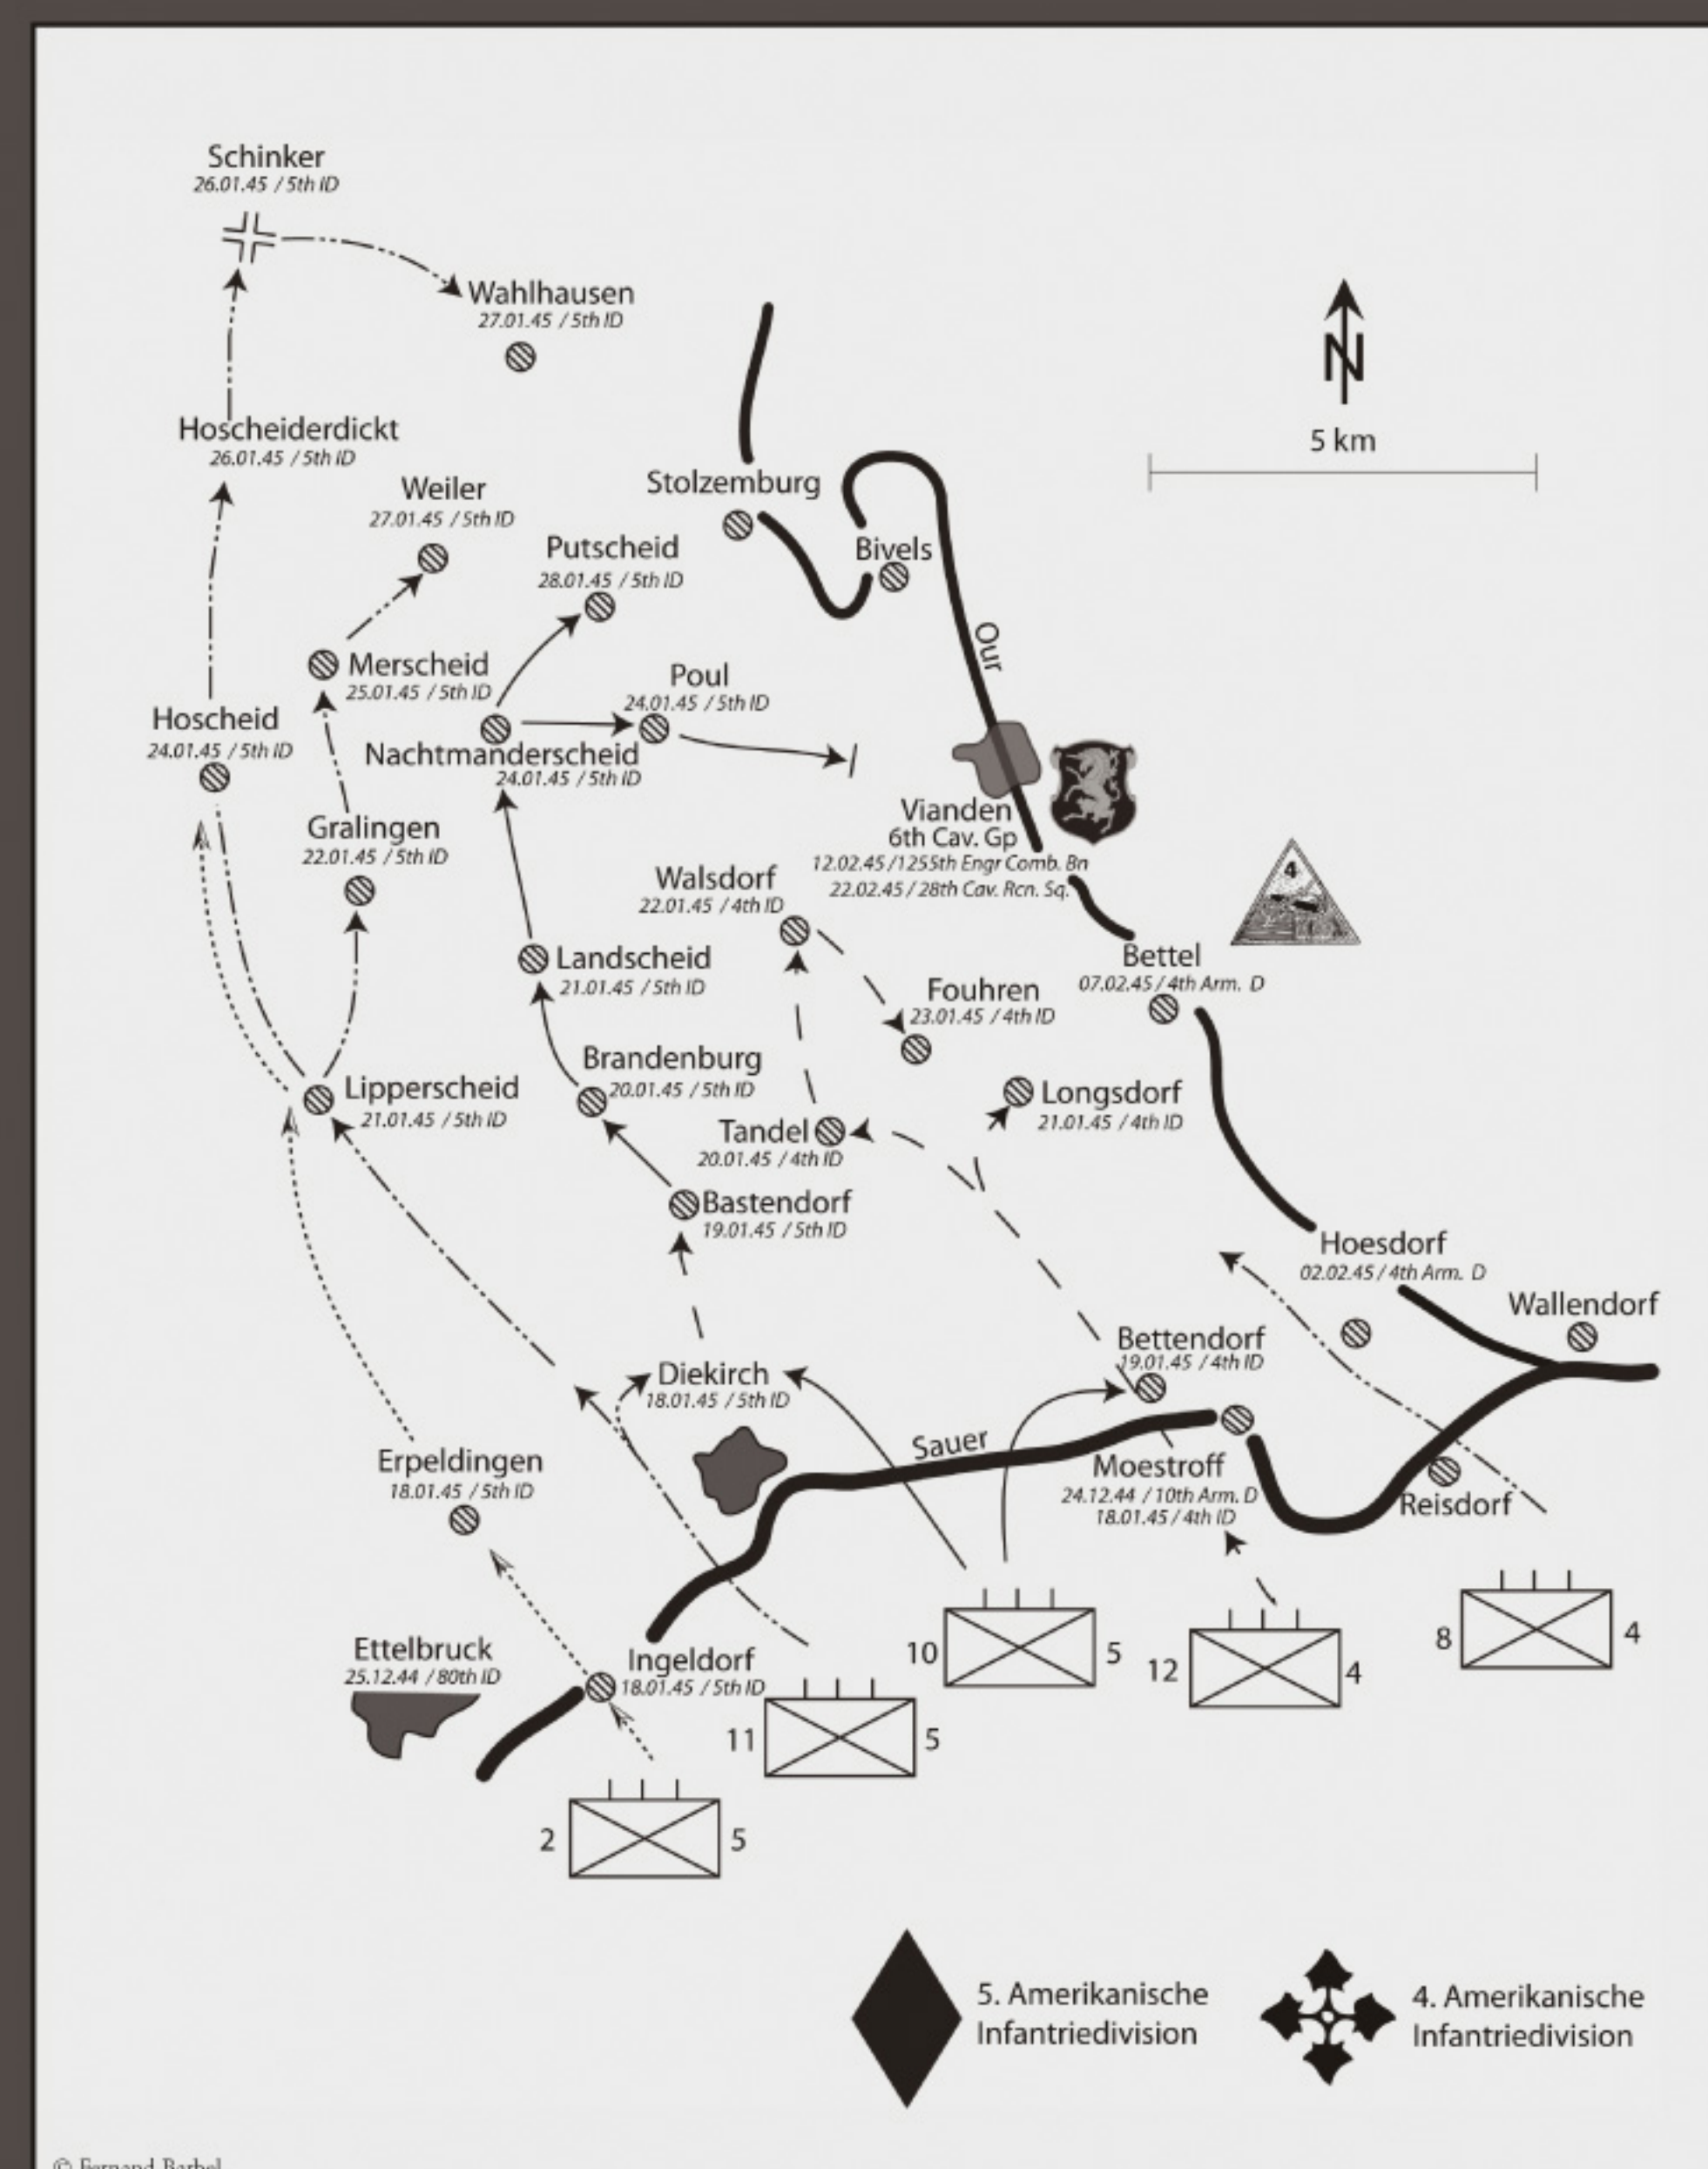 Schinker
26.01.45 / 5th ID
Wahlhausen
27.01.45 / 5th ID
N
5 km
Hoscheiderdickt
26.01.45 / 5th ID
Weiler
27.01.45 / 5th ID
Stolzemburg
Putscheid
28.01.45 / 5th ID
Bivels
Our
Merscheid
25.01.45 / 5th ID
Poul
24.01.45 / 5th ID
Hoscheid
24.01.45 / 5th ID
Nachtmanderscheid
24.01.45 / 5th ID
Gralingen
22.01.45 / 5th ID
Vianden
6th Cav. Gp
12.02.45/1255th Engr Comb. Bn
22.02.45 / 28th Cav. Rcn. Sq.
4
Walsdorf
22.01.45 / 4th ID
Landscheid
21.01.45 / 5th ID
Bettel
07.02.45 / 4th Arm. D
Fouhren
23.01.45 / 4th ID
Brandenburg
20.01.45 / 5th ID
Lipperscheid
21.01.45 / 5th ID
Longsdorf
21.01.45 / 4th ID
Tandel
20.01.45 / 4th ID
Bastendorf
19.01.45 / 5th ID
Hoesdorf
02.02.45 / 4th Arm. D
Wallendorf
Bettendorf
19.01.45 / 4th ID
Diekirch
18.01.45 / 5th ID
Sauer
Erpeldingen
18.01.45 / 5th ID
Moestroff
24.12.44 / 10th Arm. D
18.01.45 / 4th ID
Reisdorf
Ettelbruck
25.12.44 / 80th ID
Ingeldorf
18.01.45 / 5th ID
10 5
12 4
8 4
11 5
2 5
5. Amerikanische
Infantriedivision
4. Amerikanische
Infantriedivision
© Fernand Barbel